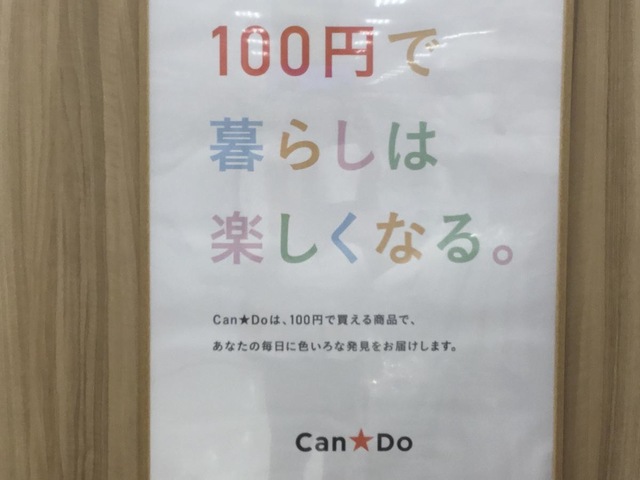 100円で
暮らしは
楽しくなる。
Can★Doは、100円で買える商品で、
あなたの毎日に色いろな発見をお届けします。
Can★Do